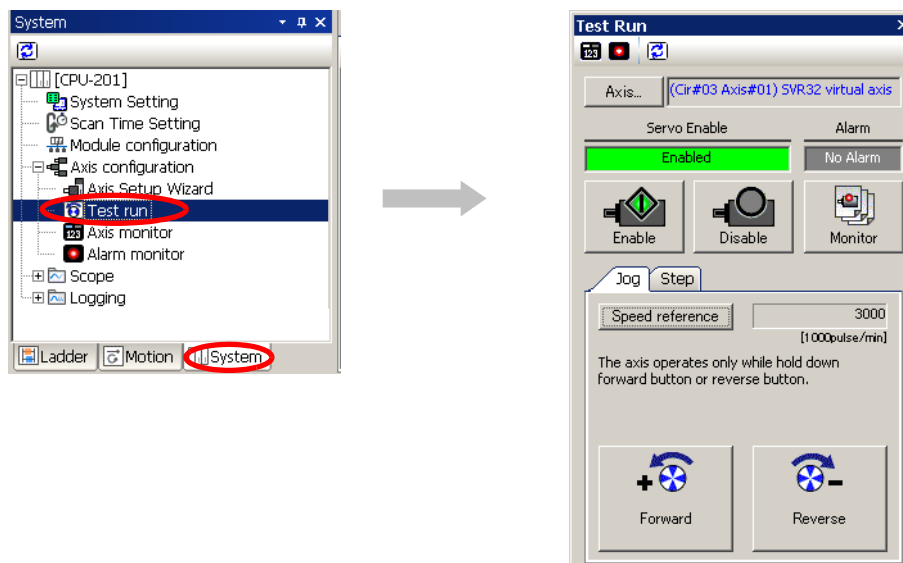 System
[CPU-201]
System Setting
Scan Time Setting
Module configuration
Axis configuration
Axis Setup Wizard
Test run
123 Axis monitor
Alarm monitor
Scope
Logging
Ladder Motion System
Test Run
123
Axis... (Cir#03 Axis#01) SVR32 virtual axis
Servo Enable Alarm
Enabled No Alarm
Enable Disable Monitor
Jog Step
Speed reference 3000
[1000pulse/min]
The axis operates only while hold down
forward button or reverse button.
Forward Reverse